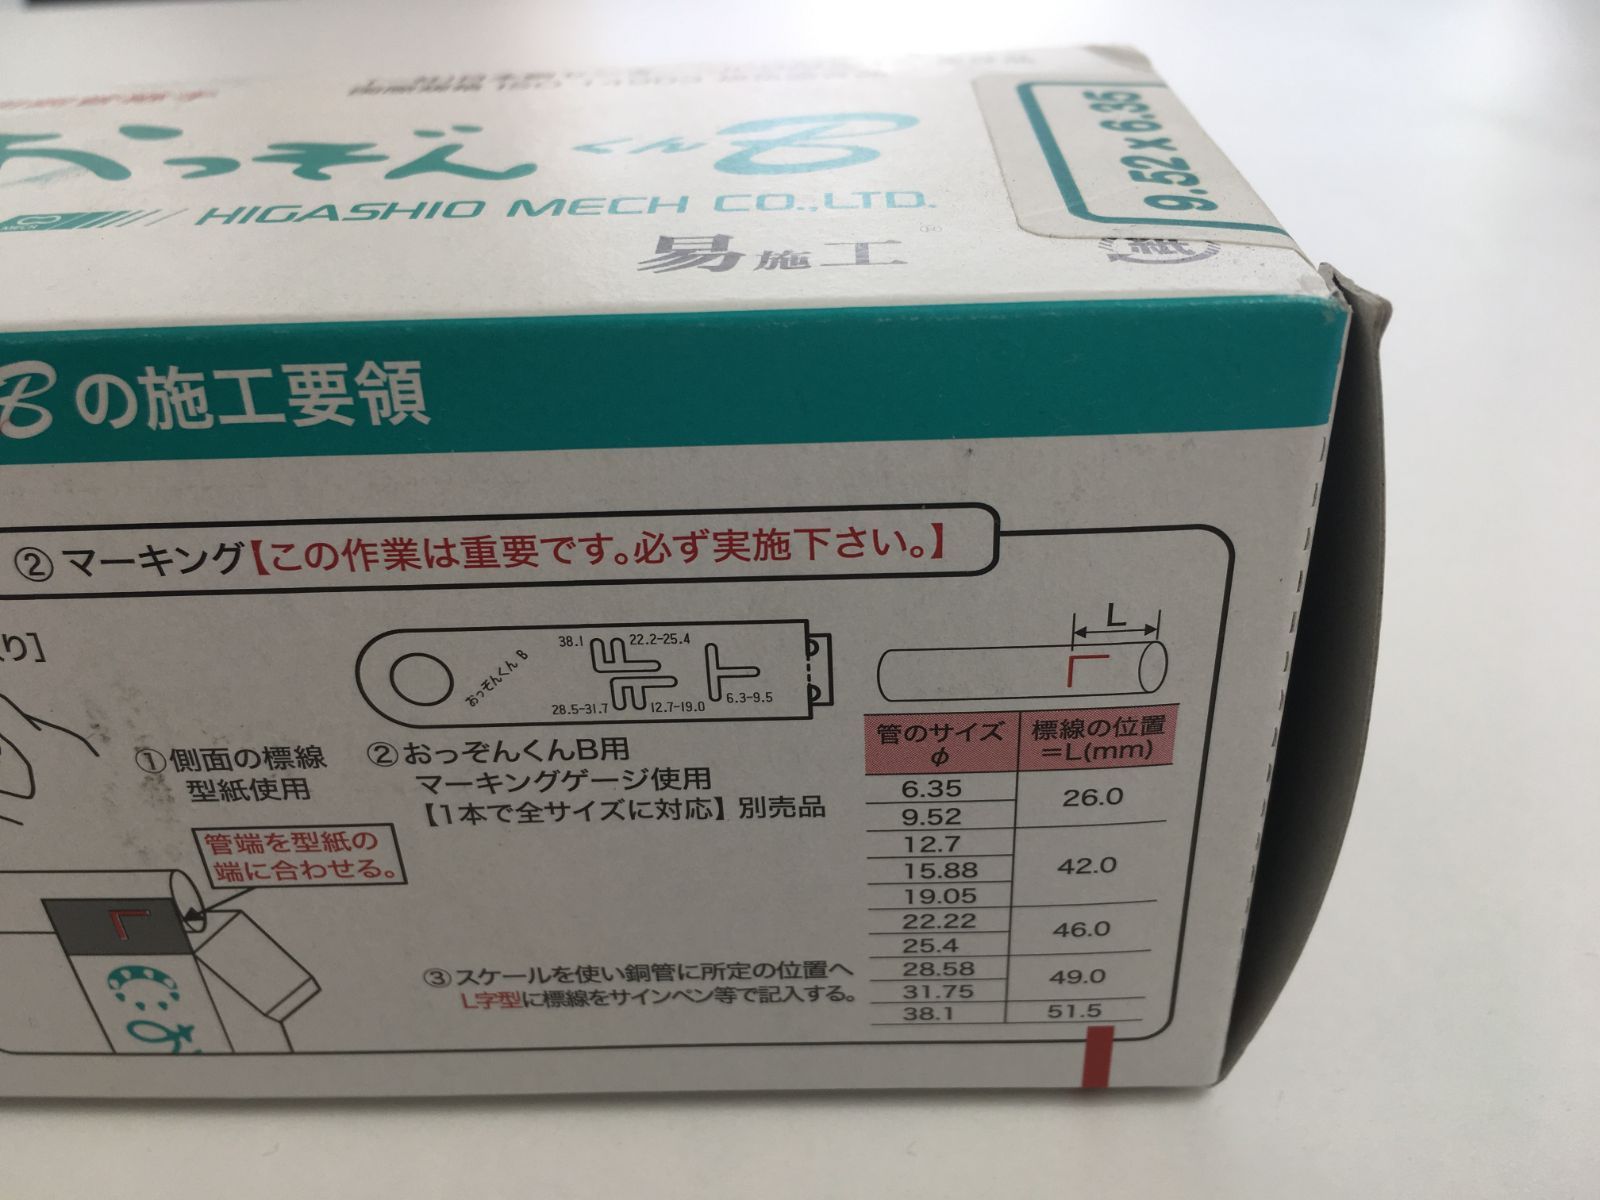 おっぞんくんB
HIGASHIO MECH CO.,LTD.
易施工®
紙
9.52x6.35
Bの施工要領
②マーキング【この作業は重要です。必ず実施下さい。】
り]
38.1
22.2-25.4
おっぞんくん B
28.5-31.7
12.7-19.0
6.3-9.5
①側面の標線
型紙使用
②おっぞんくんB用
マーキングゲージ使用
【1本で全サイズに対応】別売品
管端を型紙の
端に合わせる。
③スケールを使い銅管に所定の位置へ
L字型に標線をサインペン等で記入する。
L
管のサイズ φ 標線の位置 =L(mm)
6.35
9.52
26.0
12.7
15.88
19.05
42.0
22.22
25.4
46.0
28.58
31.75
49.0
38.1 51.5